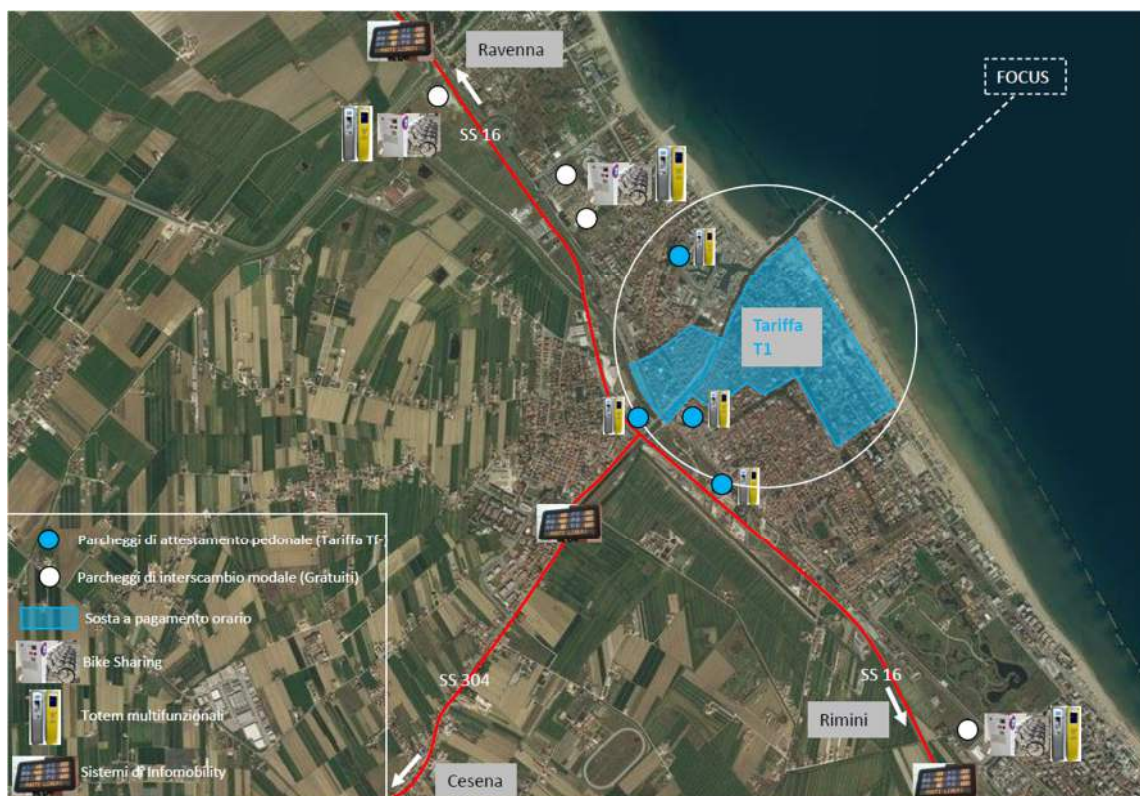 Ravenna
FOCUS
SS 16
Tariffa
T1
Parcheggi di attestamento pedonale (Tariffa Tf-)
Parcheggi di interscambio modale (Gratuiti)
Sosta a pagamento orario
Bike Sharing
Totem multifunzionali
Sistemi di Infomobility
SS 304
SS 16
Rimini
Cesena